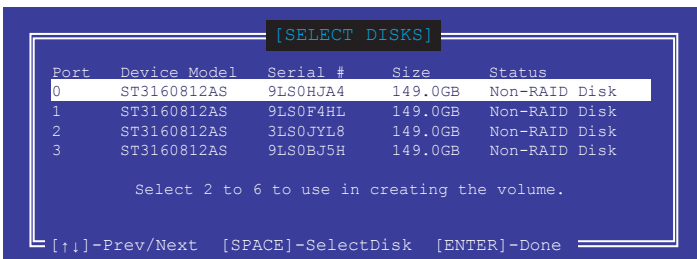 [SELECT DISKS]
Port Device Model Serial # Size Status
0 ST3160812AS 9LS0HJA4 149.0GB Non-RAID Disk
1 ST3160812AS 9LS0F4HL 149.0GB Non-RAID Disk
2 ST3160812AS 3LS0JYL8 149.0GB Non-RAID Disk
3 ST3160812AS 9LS0BJ5H 149.0GB Non-RAID Disk
Select 2 to 6 to use in creating the volume.
[↑↓]-Prev/Next [SPACE]-SelectDisk [ENTER]-Done